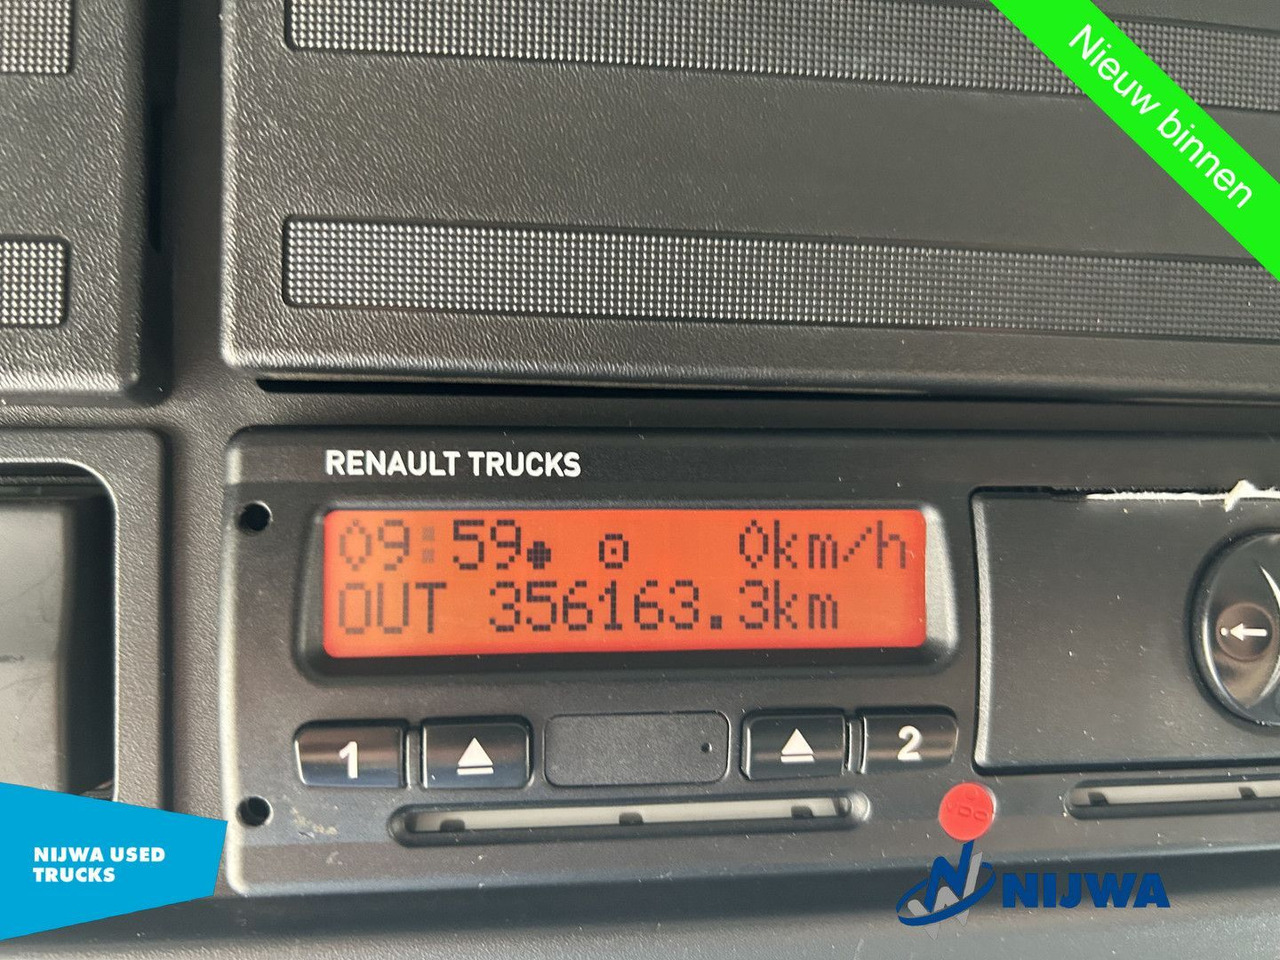 Nieuw binnen
RENAULT TRUCKS
09:59 0km/h
OUT 356163.3km
1
2
NIJWA USED
TRUCKS
NIJWA